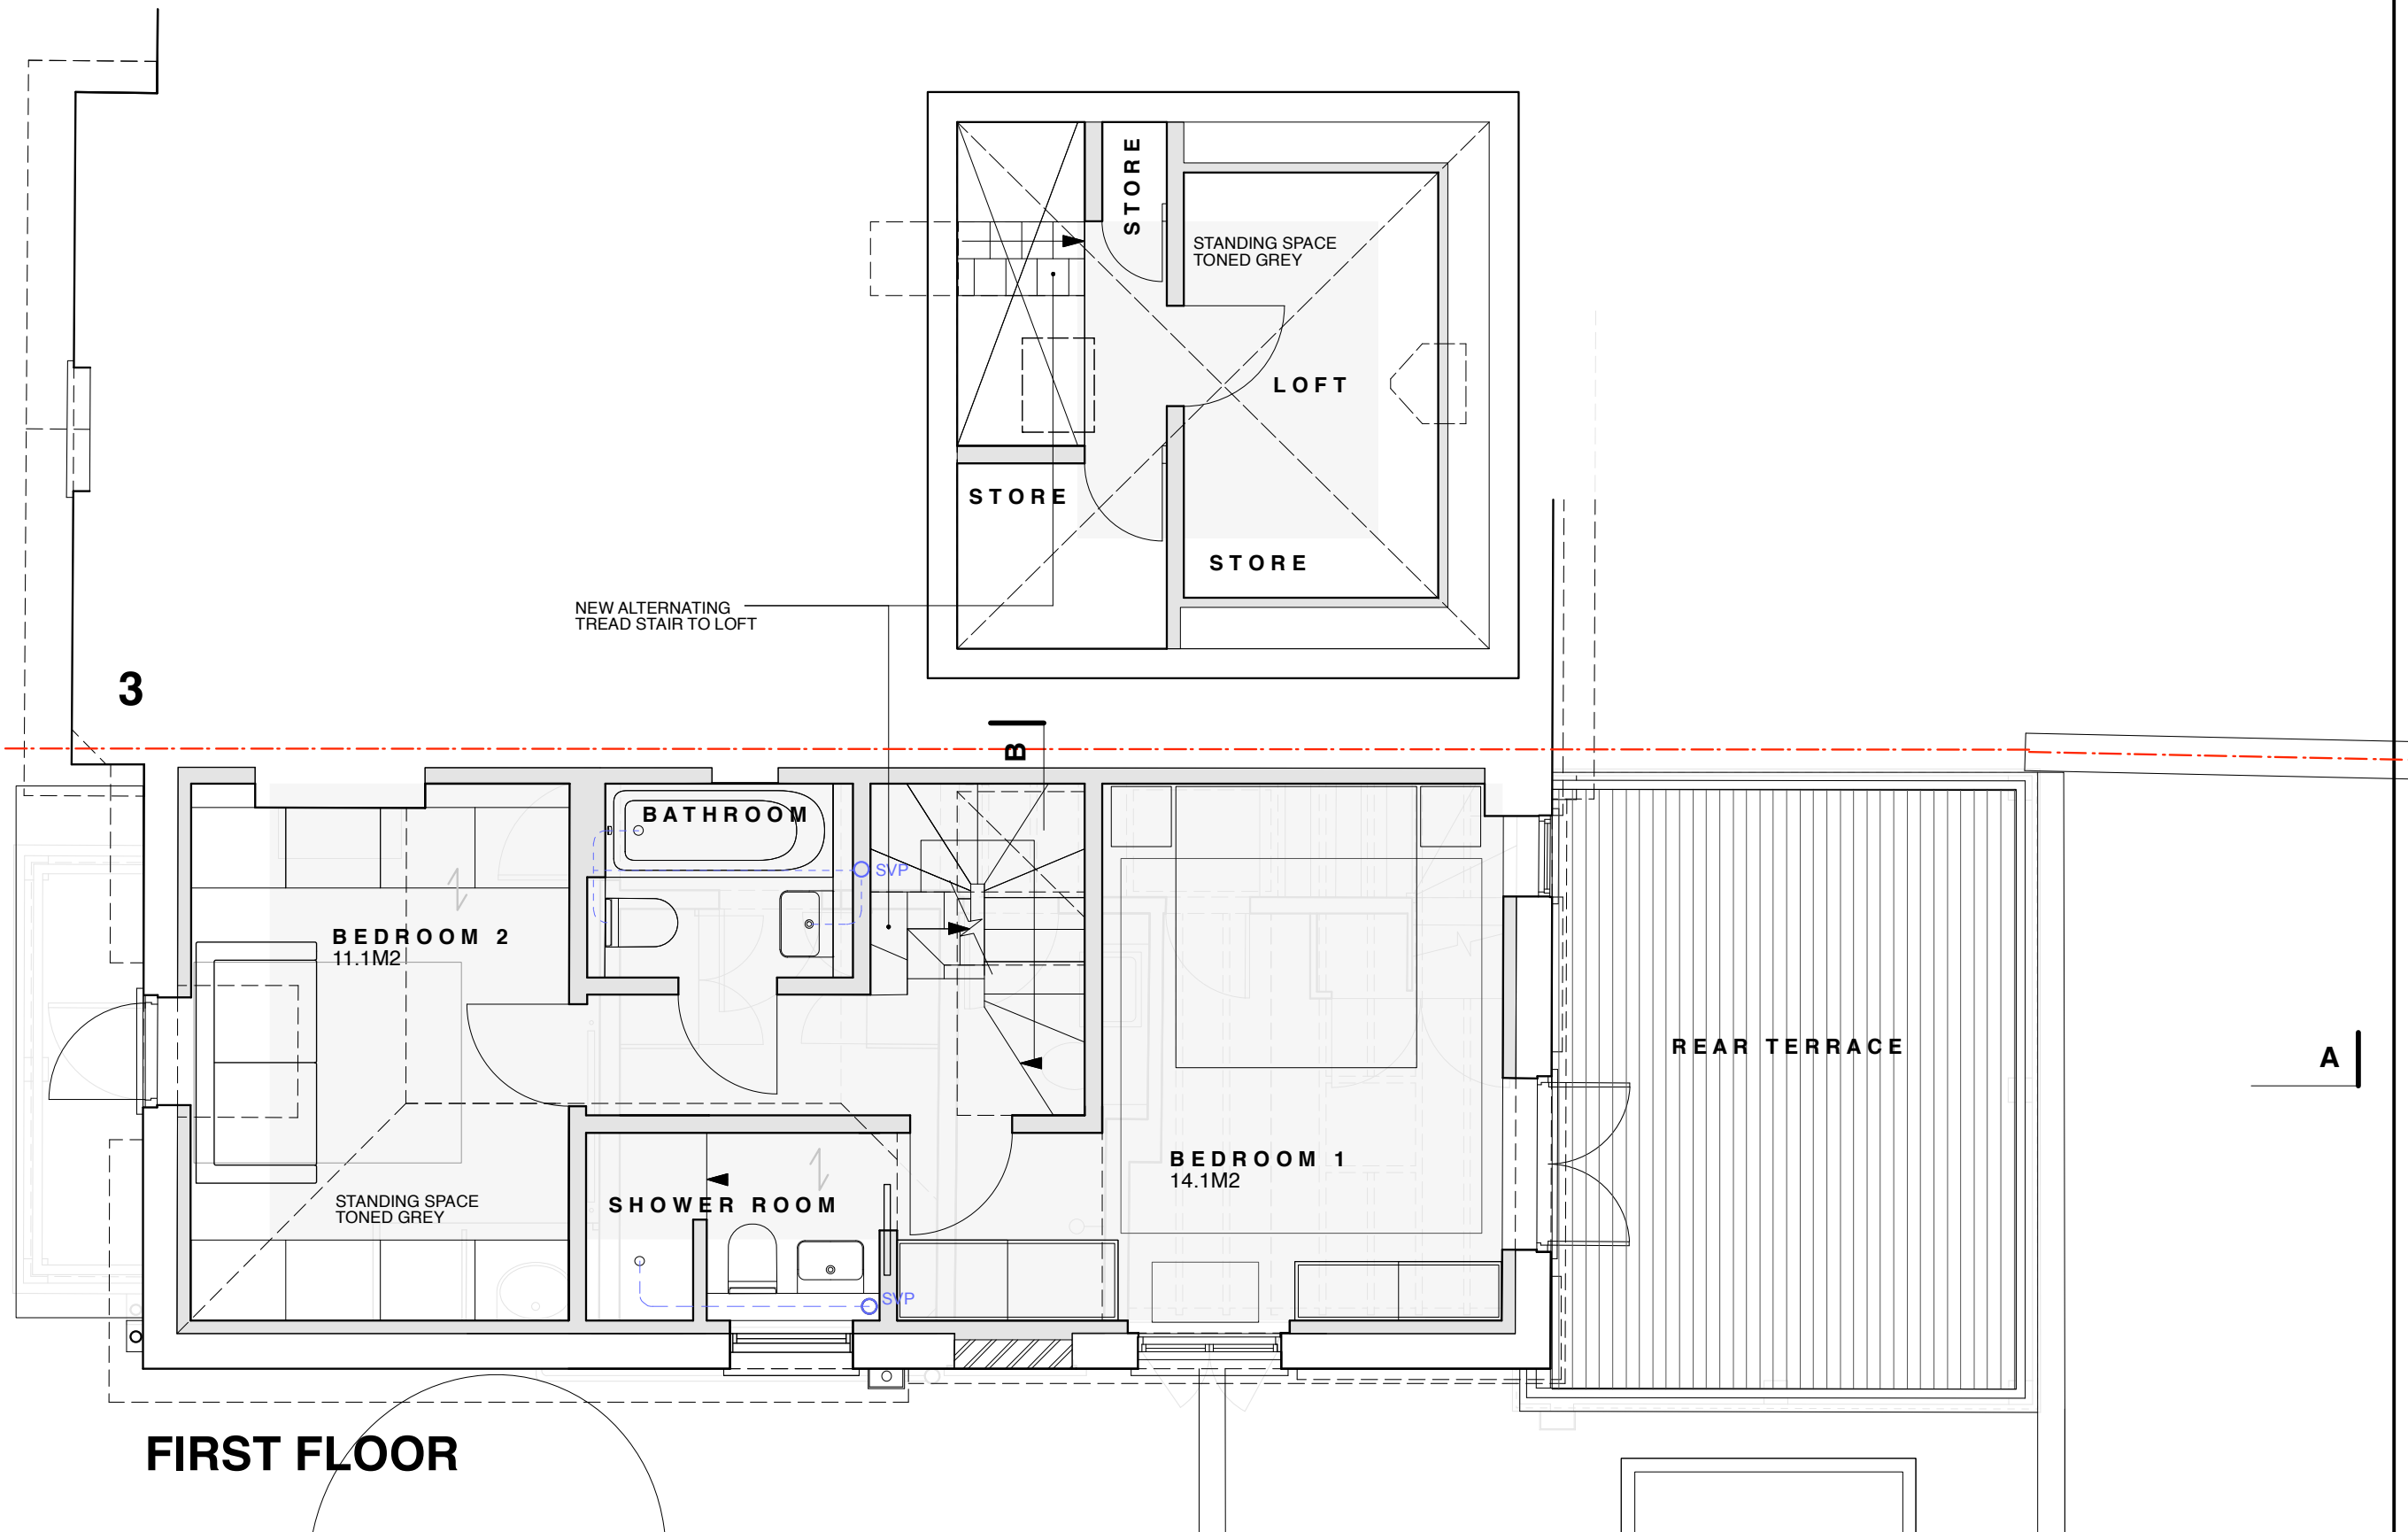 STORE
STANDING SPACE
TONED GREY
LOFT
STORE
STORE
NEW ALTERNATING
TREAD STAIR TO LOFT
3
B
BATHROOM
SVP
BEDROOM 2
11.1M2
REAR TERRACE
A
BEDROOM 1
14.1M2
STANDING SPACE
TONED GREY
SHOWER ROOM
SVP
FIRST FLOOR